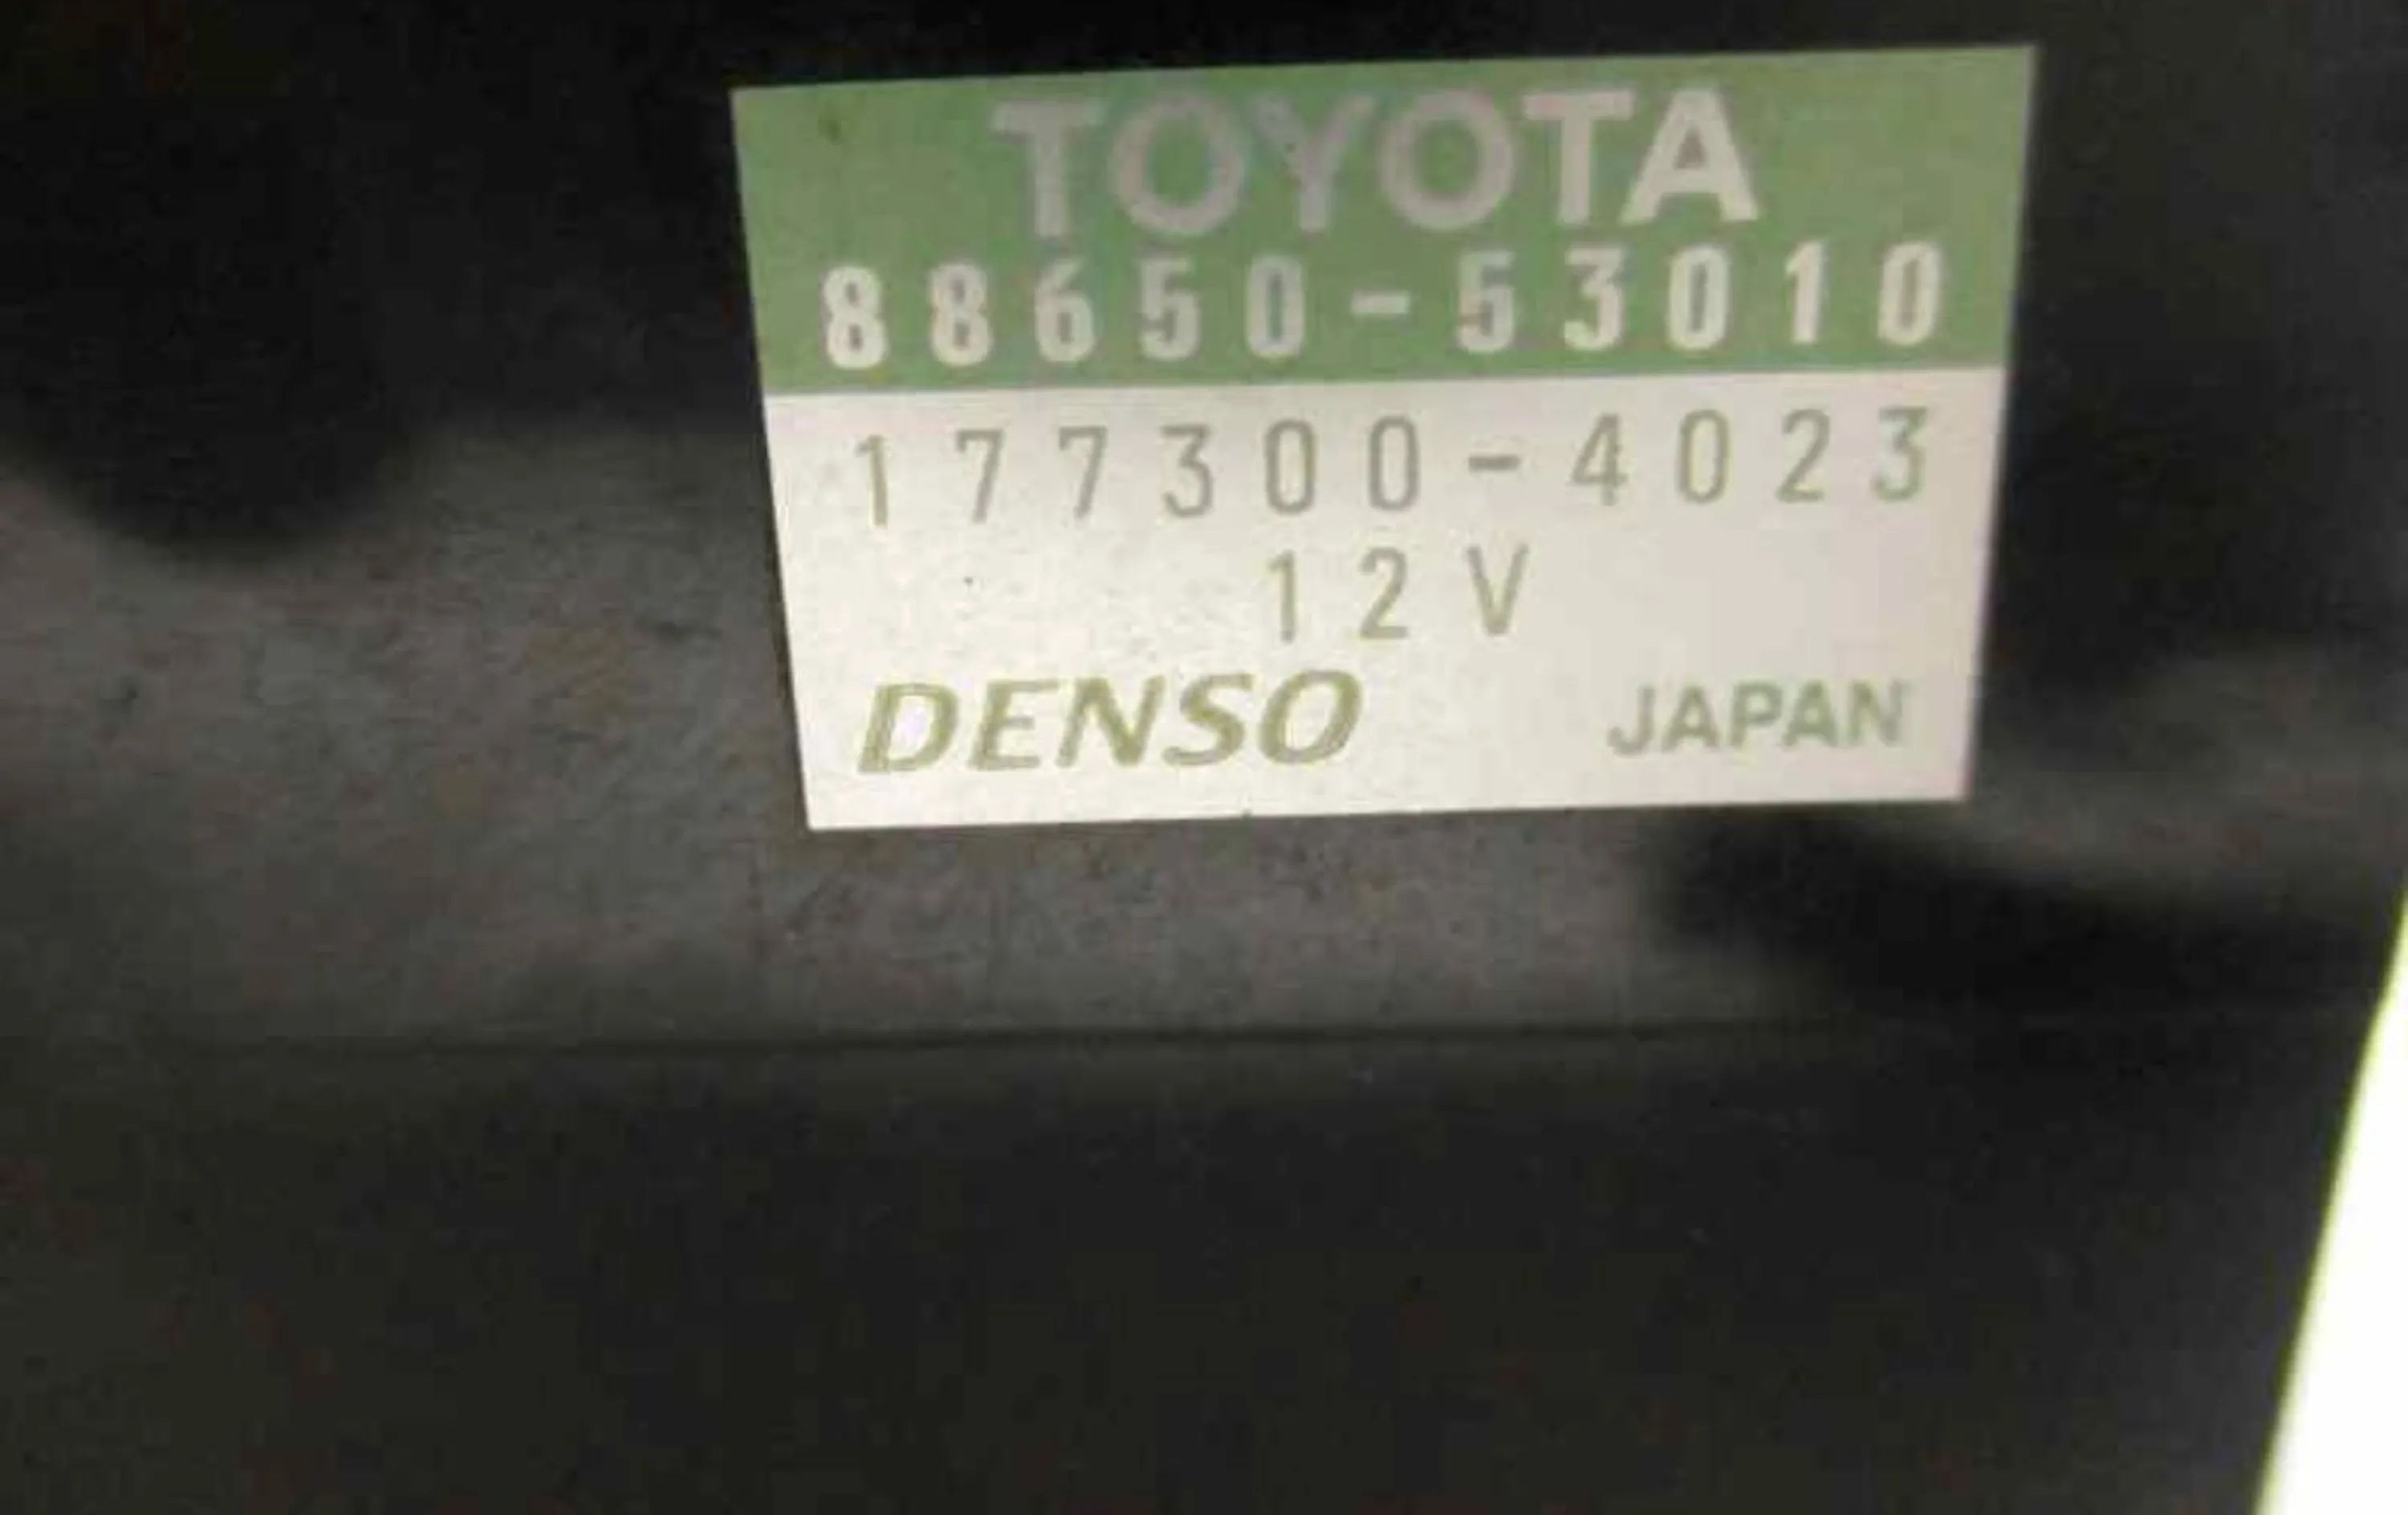 TOYOTA
88650-53010
177300-4023
12V
DENSO JAPAN